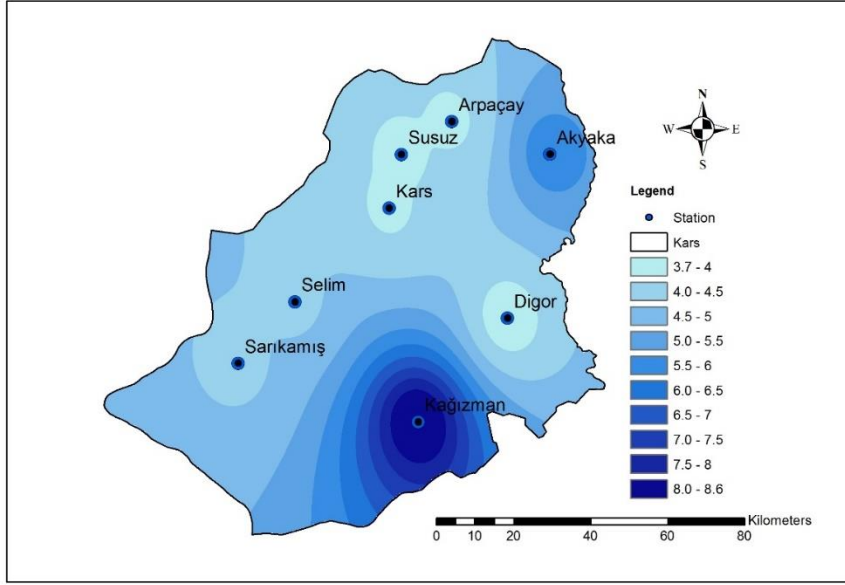 Arpaçay
Susuz
Akyaka
Kars
Selim
Digor
Sarıkamış
Kağızman
N
W E
S
Legend
Station
Kars
3.7 - 4
4.0 - 4.5
4.5 - 5
5.0 - 5.5
5.5 - 6
6.0 - 6.5
6.5 - 7
7.0 - 7.5
7.5 - 8
8.0 - 8.6
Kilometers
0 10 20 40 60 80